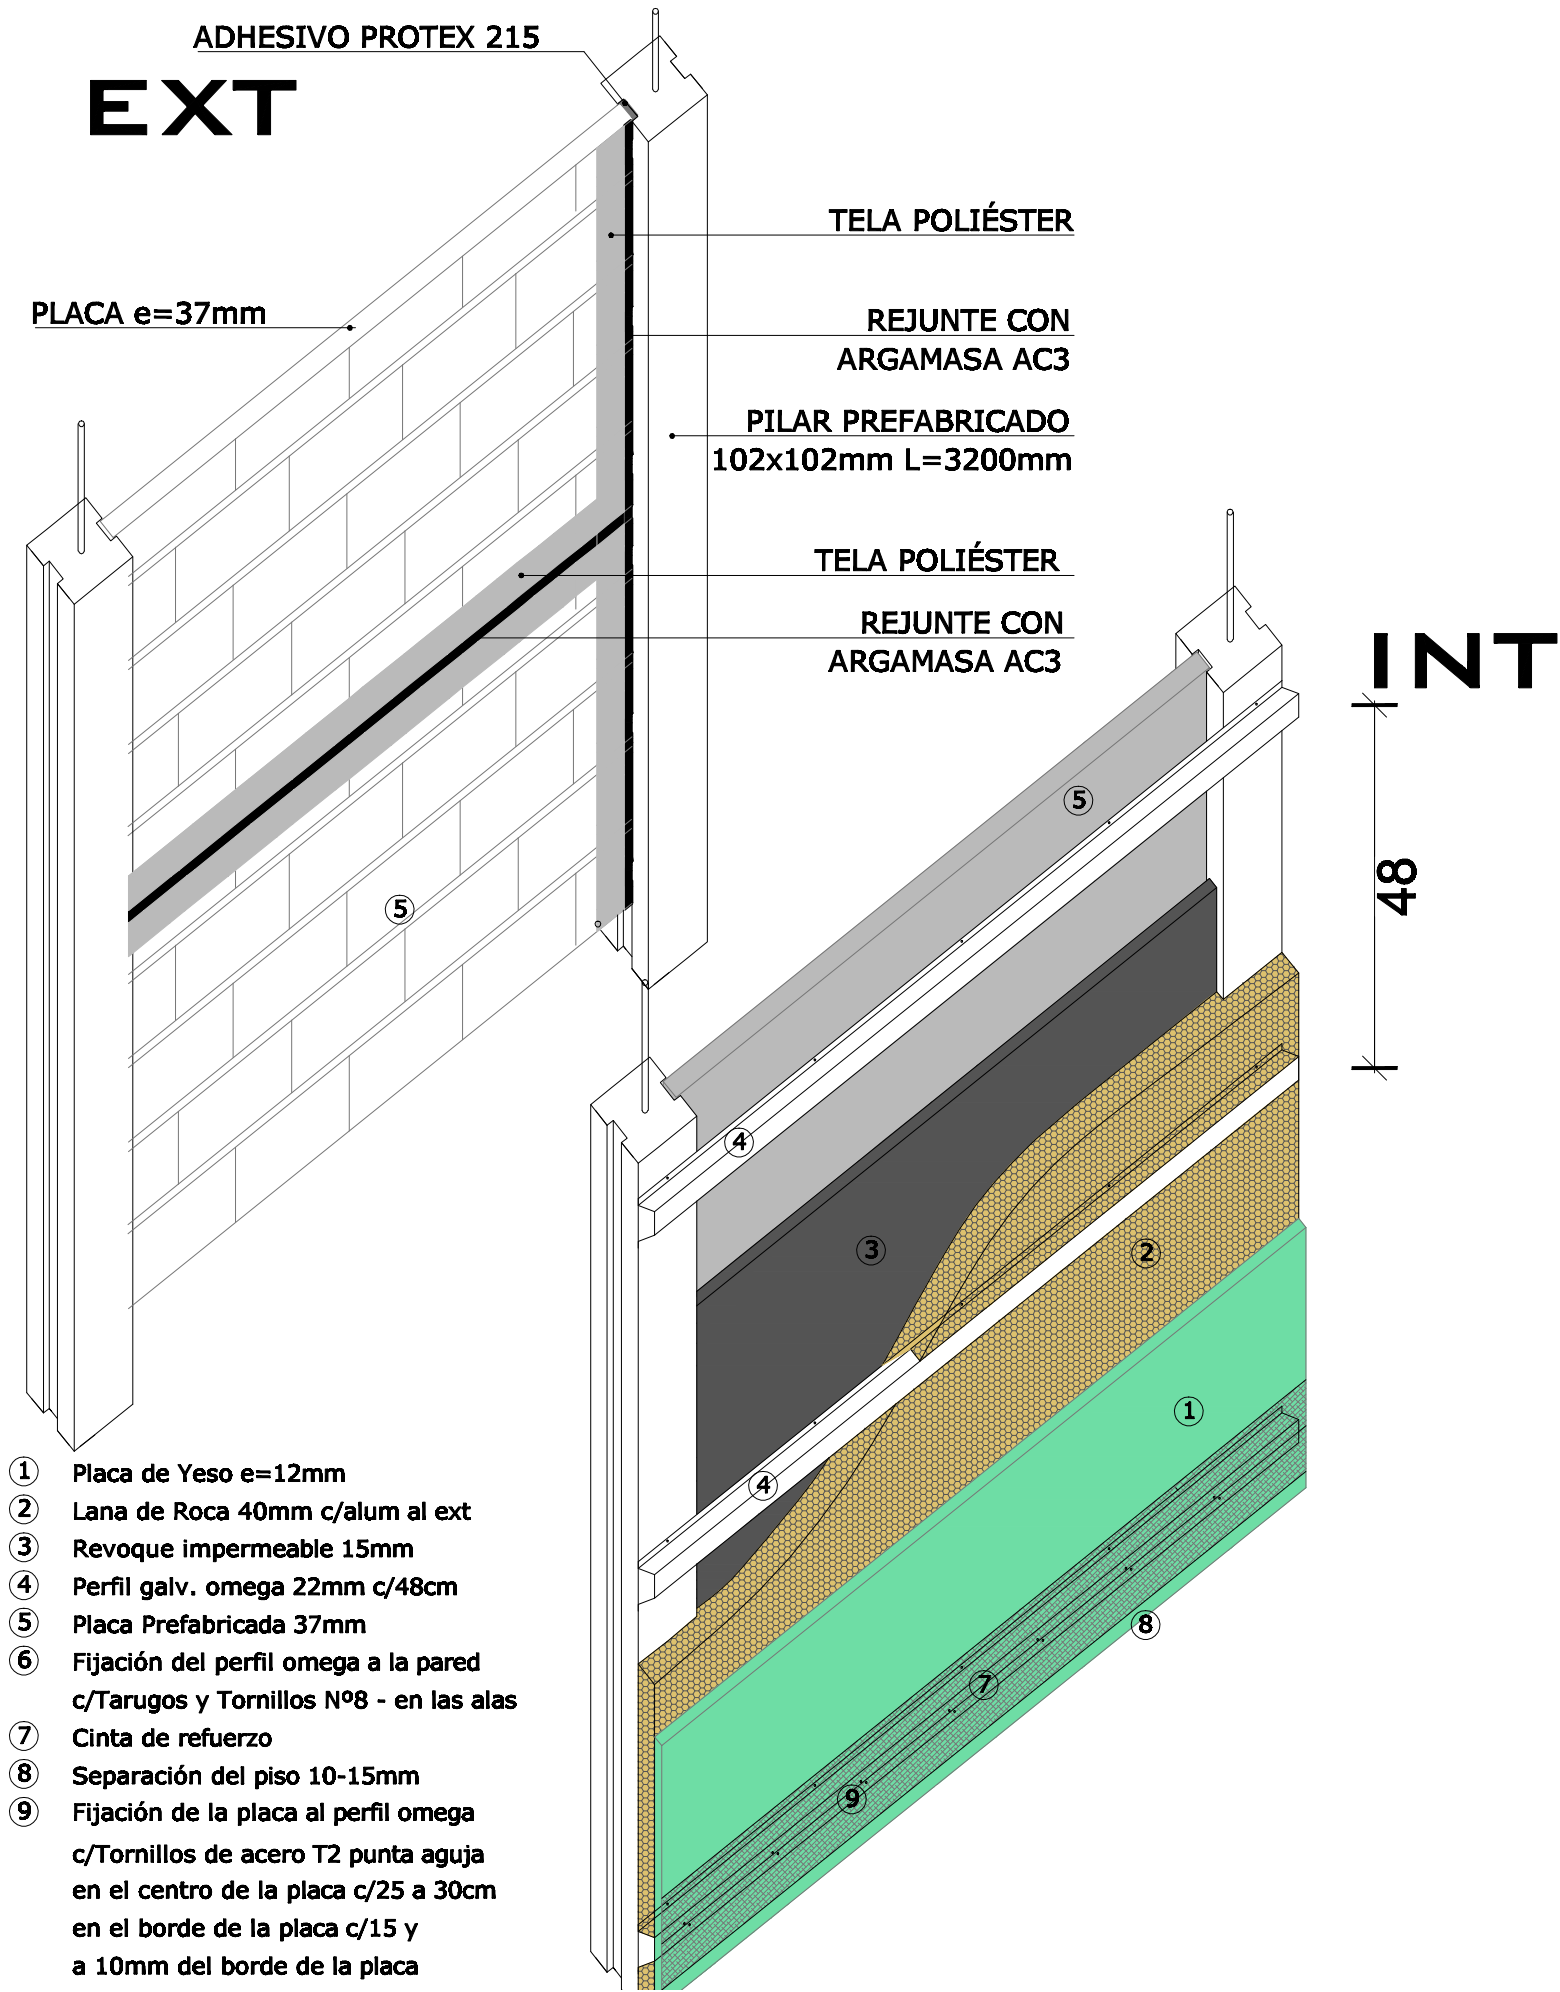 ADHESIVO PROTEX 215
EXT
TELA POLIÉSTER
PLACA e=37mm
REJUNTE CON
ARGAMASA AC3
PILAR PREFABRICADO
102x102mm L=3200mm
TELA POLIÉSTER
REJUNTE CON
ARGAMASA AC3
INT
48
5
5
4
3
2
1
4
8
7
9
1 Placa de Yeso e=12mm
2 Lana de Roca 40mm c/alum al ext
3 Revoque impermeable 15mm
4 Perfil galv. omega 22mm c/48cm
5 Placa Prefabricada 37mm
6 Fijación del perfil omega a la pared
c/Tarugos y Tornillos Nº8 - en las alas
7 Cinta de refuerzo
8 Separación del piso 10-15mm
9 Fijación de la placa al perfil omega
c/Tornillos de acero T2 punta aguja
en el centro de la placa c/25 a 30cm
en el borde de la placa c/15 y
a 10mm del borde de la placa